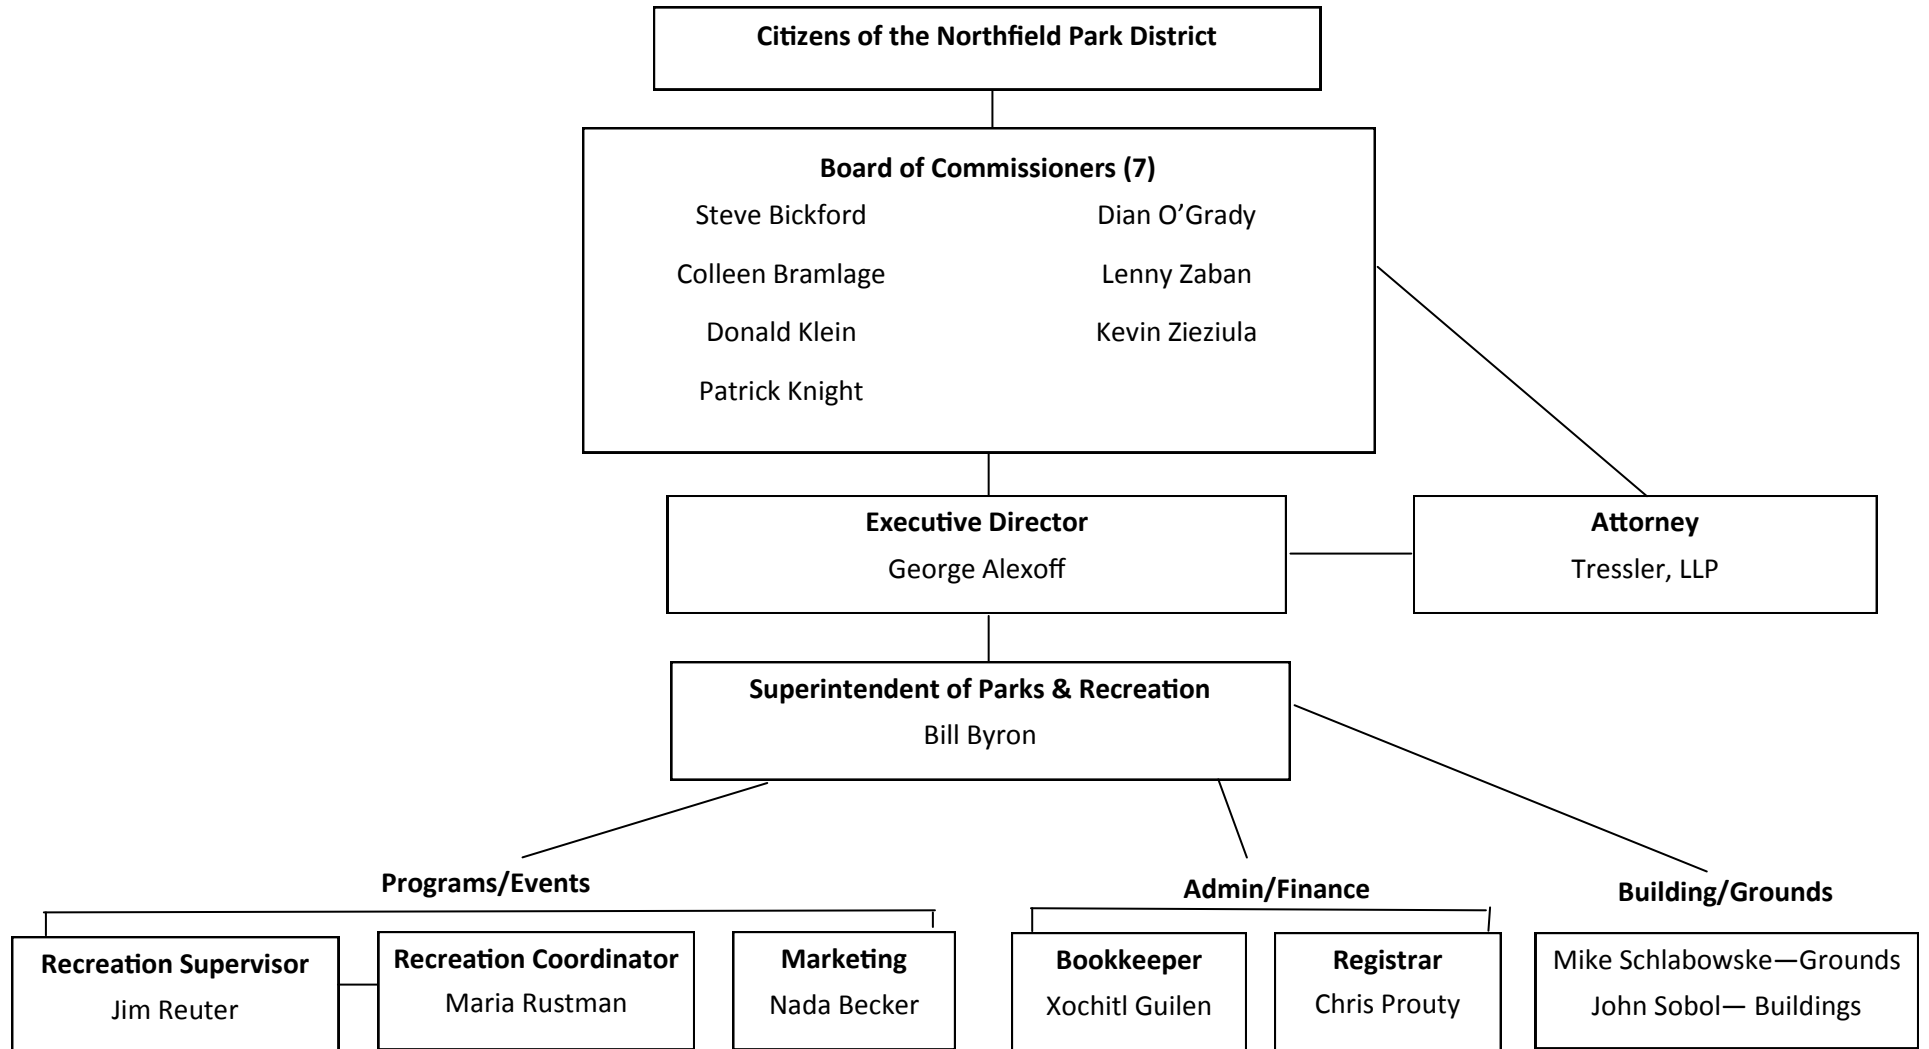 Citizens of the Northfield Park District
Board of Commissioners (7)
Steve Bickford
Dian O’Grady
Colleen Bramlage
Lenny Zaban
Donald Klein
Kevin Zieziula
Patrick Knight
Executive Director
George Alexoff
Attorney
Tressler, LLP
Superintendent of Parks & Recreation
Bill Byron
Programs/Events
Recreation Supervisor
Jim Reuter
Recreation Coordinator
Maria Rustman
Marketing
Nada Becker
Admin/Finance
Bookkeeper
Xochitl Guilen
Registrar
Chris Prouty
Building/Grounds
Mike Schlabowske—Grounds
John Sobol— Buildings